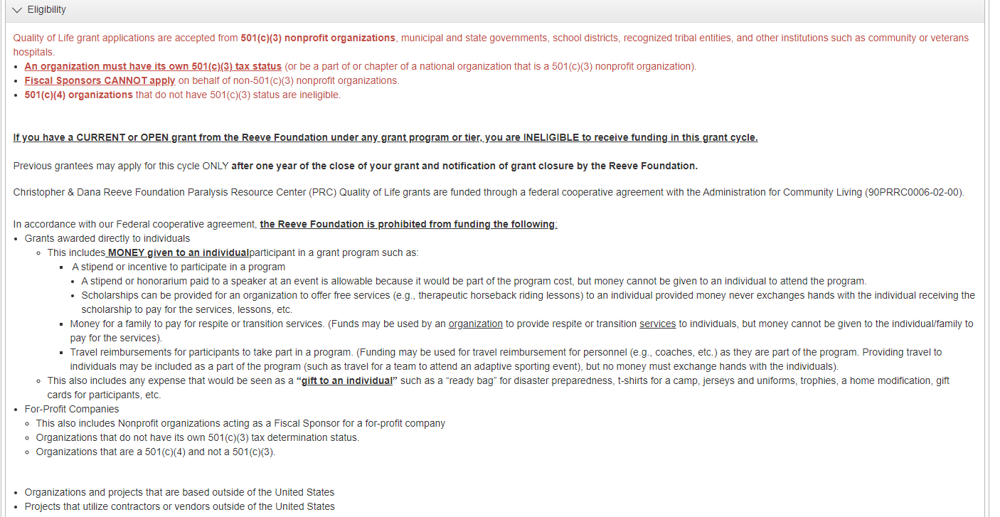 Eligibility
Quality of Life grant applications are accepted from 501(c)(3) nonprofit organizations, municipal and state governments, school districts, recognized tribal entities, and other institutions such as community or veterans
hospitals.
• An organization must have its own 501(c)(3) tax status (or be a part of or chapter of a national organization that is a 501(c)(3) nonprofit organization).
• Fiscal Sponsors CANNOT apply on behalf of non-501(c)(3) nonprofit organizations.
• 501(c)(4) organizations that do not have 501(c)(3) status are ineligible.
If you have a CURRENT or OPEN grant from the Reeve Foundation under any grant program or tier, you are INELIGIBLE to receive funding in this grant cycle.
Previous grantees may apply for this cycle ONLY after one year of the close of your grant and notification of grant closure by the Reeve Foundation.
Christopher & Dana Reeve Foundation Paralysis Resource Center (PRC) Quality of Life grants are funded through a federal cooperative agreement with the Administration for Community Living (90PRRC0006-02-00).
In accordance with our Federal cooperative agreement, the Reeve Foundation is prohibited from funding the following:
• Grants awarded directly to individuals
◦ This includes MONEY given to an individualparticipant in a grant program such as:
▪ A stipend or incentive to participate in a program
• A stipend or honorarium paid to a speaker at an event is allowable because it would be part of the program cost, but money cannot be given to an individual to attend the program.
• Scholarships can be provided for an organization to offer free services (e.g., therapeutic horseback riding lessons) to an individual provided money never exchanges hands with the individual receiving the
scholarship to pay for the services, lessons, etc.
▪ Money for a family to pay for respite or transition services. (Funds may be used by an organization to provide respite or transition services to individuals, but money cannot be given to the individual/family to
pay for the services).
▪ Travel reimbursements for participants to take part in a program. (Funding may be used for travel reimbursement for personnel (e.g., coaches, etc.) as they are part of the program. Providing travel to
individuals may be included as a part of the program (such as travel for a team to attend an adaptive sporting event), but no money must exchange hands with the individuals).
◦ This also includes any expense that would be seen as a “gift to an individual” such as a “ready bag” for disaster preparedness, t-shirts for a camp, jerseys and uniforms, trophies, a home modification, gift
cards for participants, etc.
• For-Profit Companies
◦ This also includes Nonprofit organizations acting as a Fiscal Sponsor for a for-profit company
◦ Organizations that do not have its own 501(c)(3) tax determination status.
◦ Organizations that are a 501(c)(4) and not a 501(c)(3).
• Organizations and projects that are based outside of the United States
• Projects that utilize contractors or vendors outside of the United States